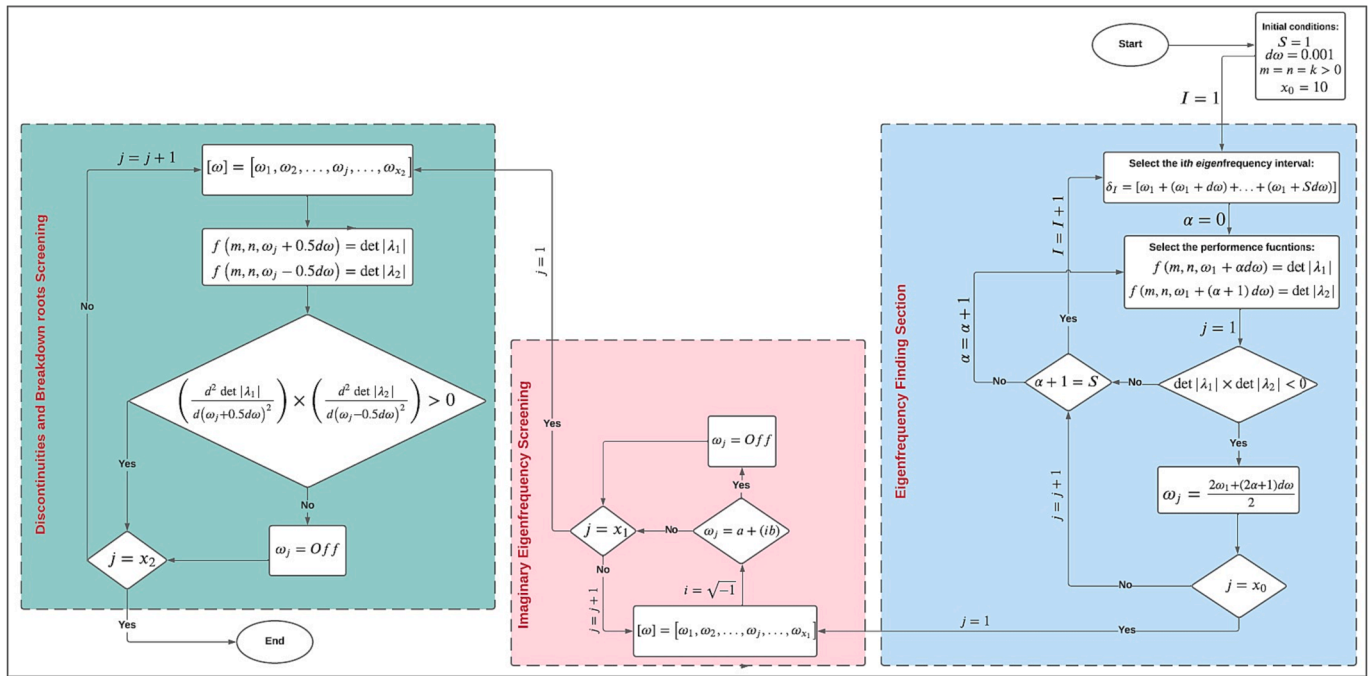 Start
Initial conditions:
S = 1
dω = 0.001
m = n = k > 0
x₀ = 10
I = 1
Eigenfrequency Finding Section
Select the ith eigenfrequency interval:
δ_I = [ω₁ + (ω₁ + dω) + . . . + (ω₁ + Sdω)]
α = 0
Select the performence fucntions:
f (m, n, ω₁ + αdω) = det |λ₁|
f (m, n, ω₁ + (α + 1) dω) = det |λ₂|
j = 1
det |λ₁| × det |λ₂| < 0
No
α + 1 = S
No
α = α + 1
Yes
I = I + 1
Yes
ω_j = (2ω₁+(2α+1)dω)/2
j = x₀
No
j = j + 1
Yes
j = 1
Imaginary Eigenfrequency Screening
[ω] = [ω₁, ω₂, . . . , ω_j, . . . , ω_x₁]
i = √−1
ω_j = a + (ib)
Yes
ω_j = Off
No
j = x₁
No
j = j + 1
Yes
j = 1
Discontinuities and Breakdown roots Screening
[ω] = [ω₁, ω₂, . . . , ω_j, . . . , ω_x₂]
f (m, n, ω_j + 0.5dω) = det |λ₁|
f (m, n, ω_j − 0.5dω) = det |λ₂|
(d² det |λ₁| / d(ω_j+0.5dω)²) × (d² det |λ₂| / d(ω_j−0.5dω)²) > 0
Yes
No
ω_j = Off
j = x₂
No
j = j + 1
Yes
End